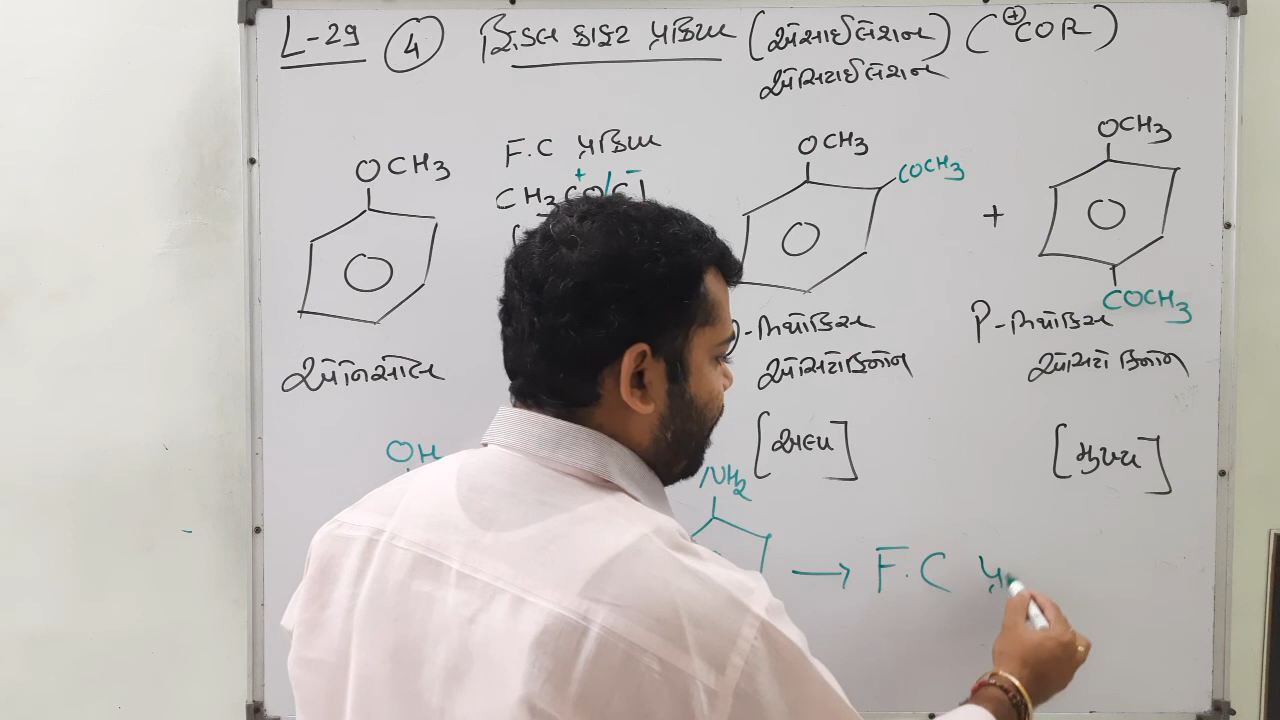 L-29 (4) ફ્રિડલ ક્રાફ્ટ પ્રક્રિયા (એસાઈલેશન) (⊕COR)
એસિટાઈલેશન
OCH3
F.C પ્રક્રિયા
CH3CO/Cl
+ −
OCH3
COCH3
+
OCH3
COCH3
એનિસોલ
-મિથોક્સિ
એસિટોફિનોન
[અલ્પ]
P-મિથોક્સિ
એસિટોફિનોન
[મુખ્ય]
OH
NH2
→ F.C પ્ર